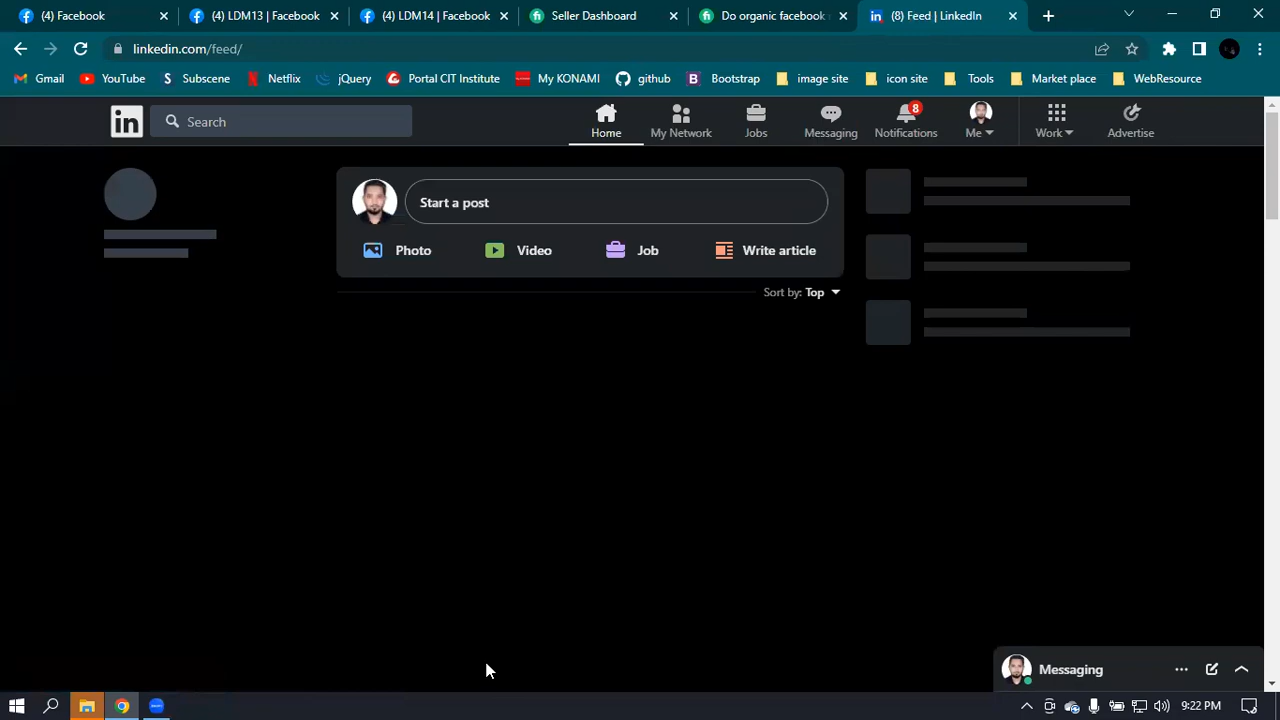 (4) Facebook
(4) LDM13 | Facebook
(4) LDM14 | Facebook
Seller Dashboard
Do organic facebook s
(8) Feed | LinkedIn
linkedin.com/feed/
Gmail
YouTube
Subscene
Netflix
jQuery
Portal CIT Institute
My KONAMI
github
Bootstrap
image site
icon site
Tools
Market place
WebResource
in
Search
Home
My Network
Jobs
Messaging
8
Notifications
Me
Work
Advertise
Start a post
Photo
Video
Job
Write article
Sort by: Top
Messaging
9:22 PM